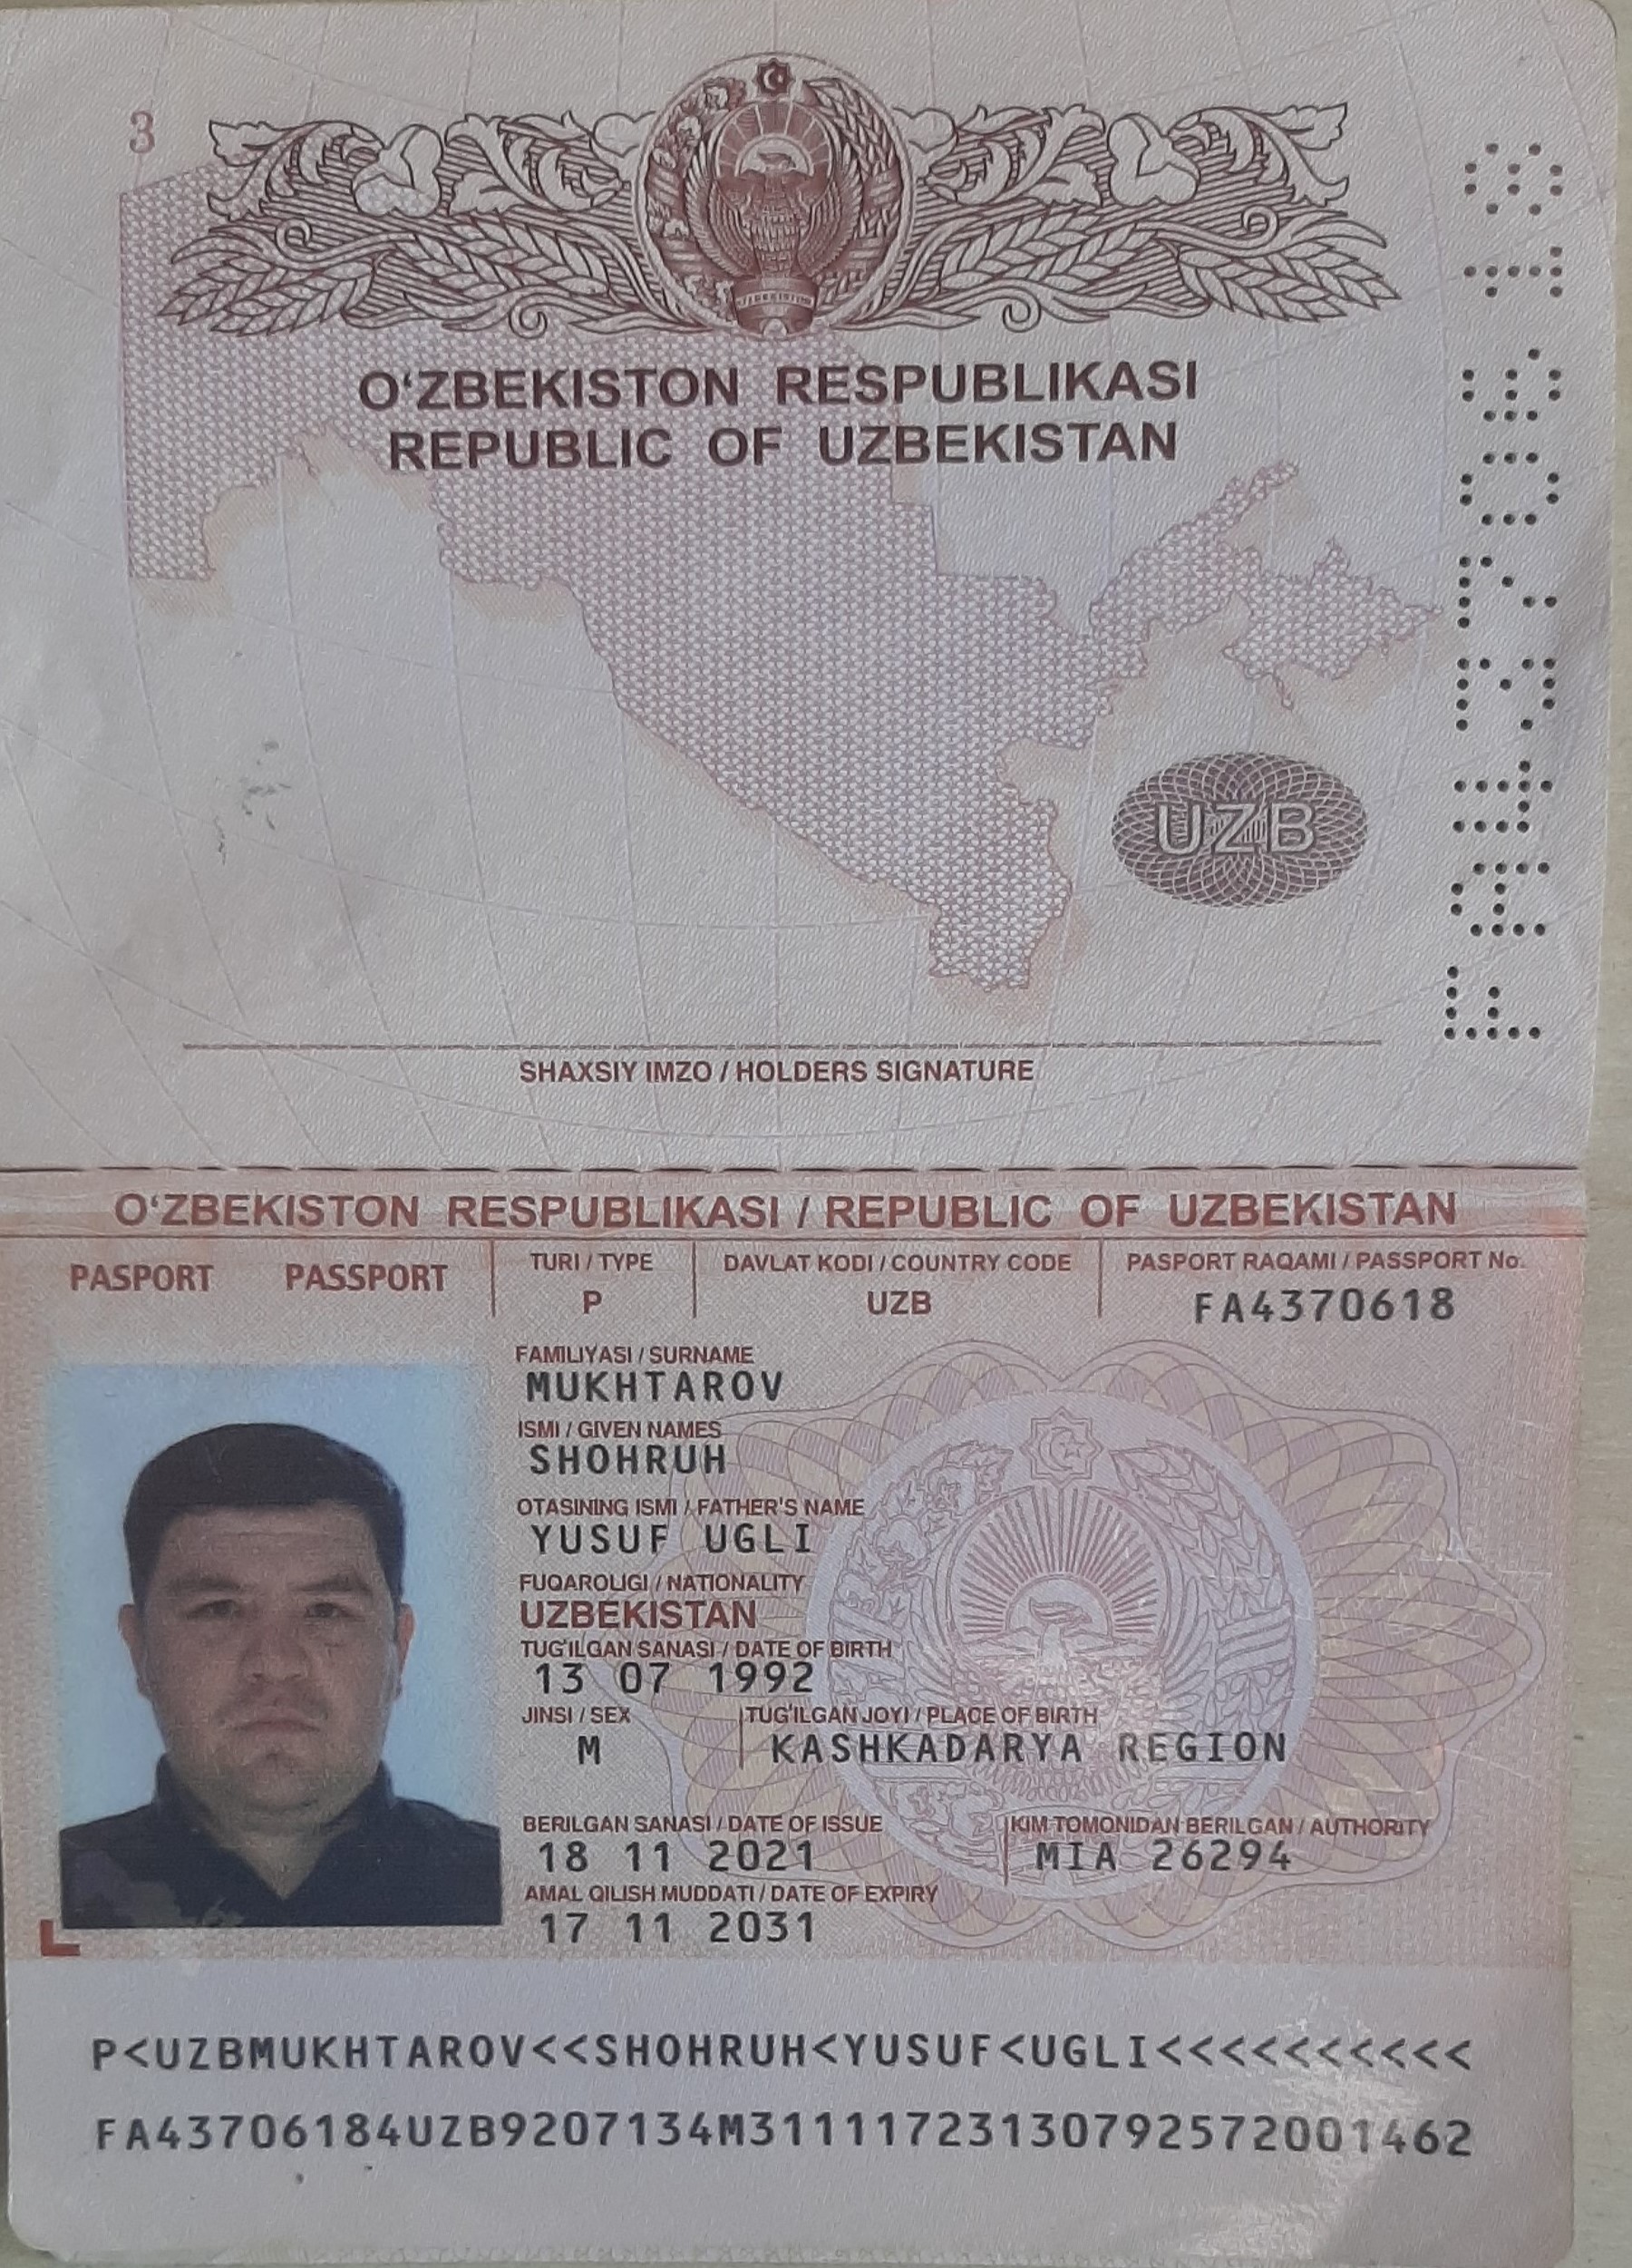 3
O‘ZBEKISTON RESPUBLIKASI
REPUBLIC OF UZBEKISTAN
UZB
FA4370618
SHAXSIY IMZO / HOLDERS SIGNATURE
O‘ZBEKISTON RESPUBLIKASI / REPUBLIC OF UZBEKISTAN
PASPORT PASSPORT
TURI / TYPE
P
DAVLAT KODI / COUNTRY CODE
UZB
PASPORT RAQAMI / PASSPORT No.
FA4370618
FAMILIYASI / SURNAME
MUKHTAROV
ISMI / GIVEN NAMES
SHOHRUH
OTASINING ISMI / FATHER'S NAME
YUSUF UGLI
FUQAROLIGI / NATIONALITY
UZBEKISTAN
TUG'ILGAN SANASI / DATE OF BIRTH
13 07 1992
JINSI / SEX
M
TUG'ILGAN JOYI / PLACE OF BIRTH
KASHKADARYA REGION
BERILGAN SANASI / DATE OF ISSUE
18 11 2021
KIM TOMONIDAN BERILGAN / AUTHORITY
MIA 26294
AMAL QILISH MUDDATI / DATE OF EXPIRY
17 11 2031
P<UZBMUKHTAROV<<SHOHRUH<YUSUF<UGLI<<<<<<<<<<
FA43706184UZB9207134M31111723130792572001462